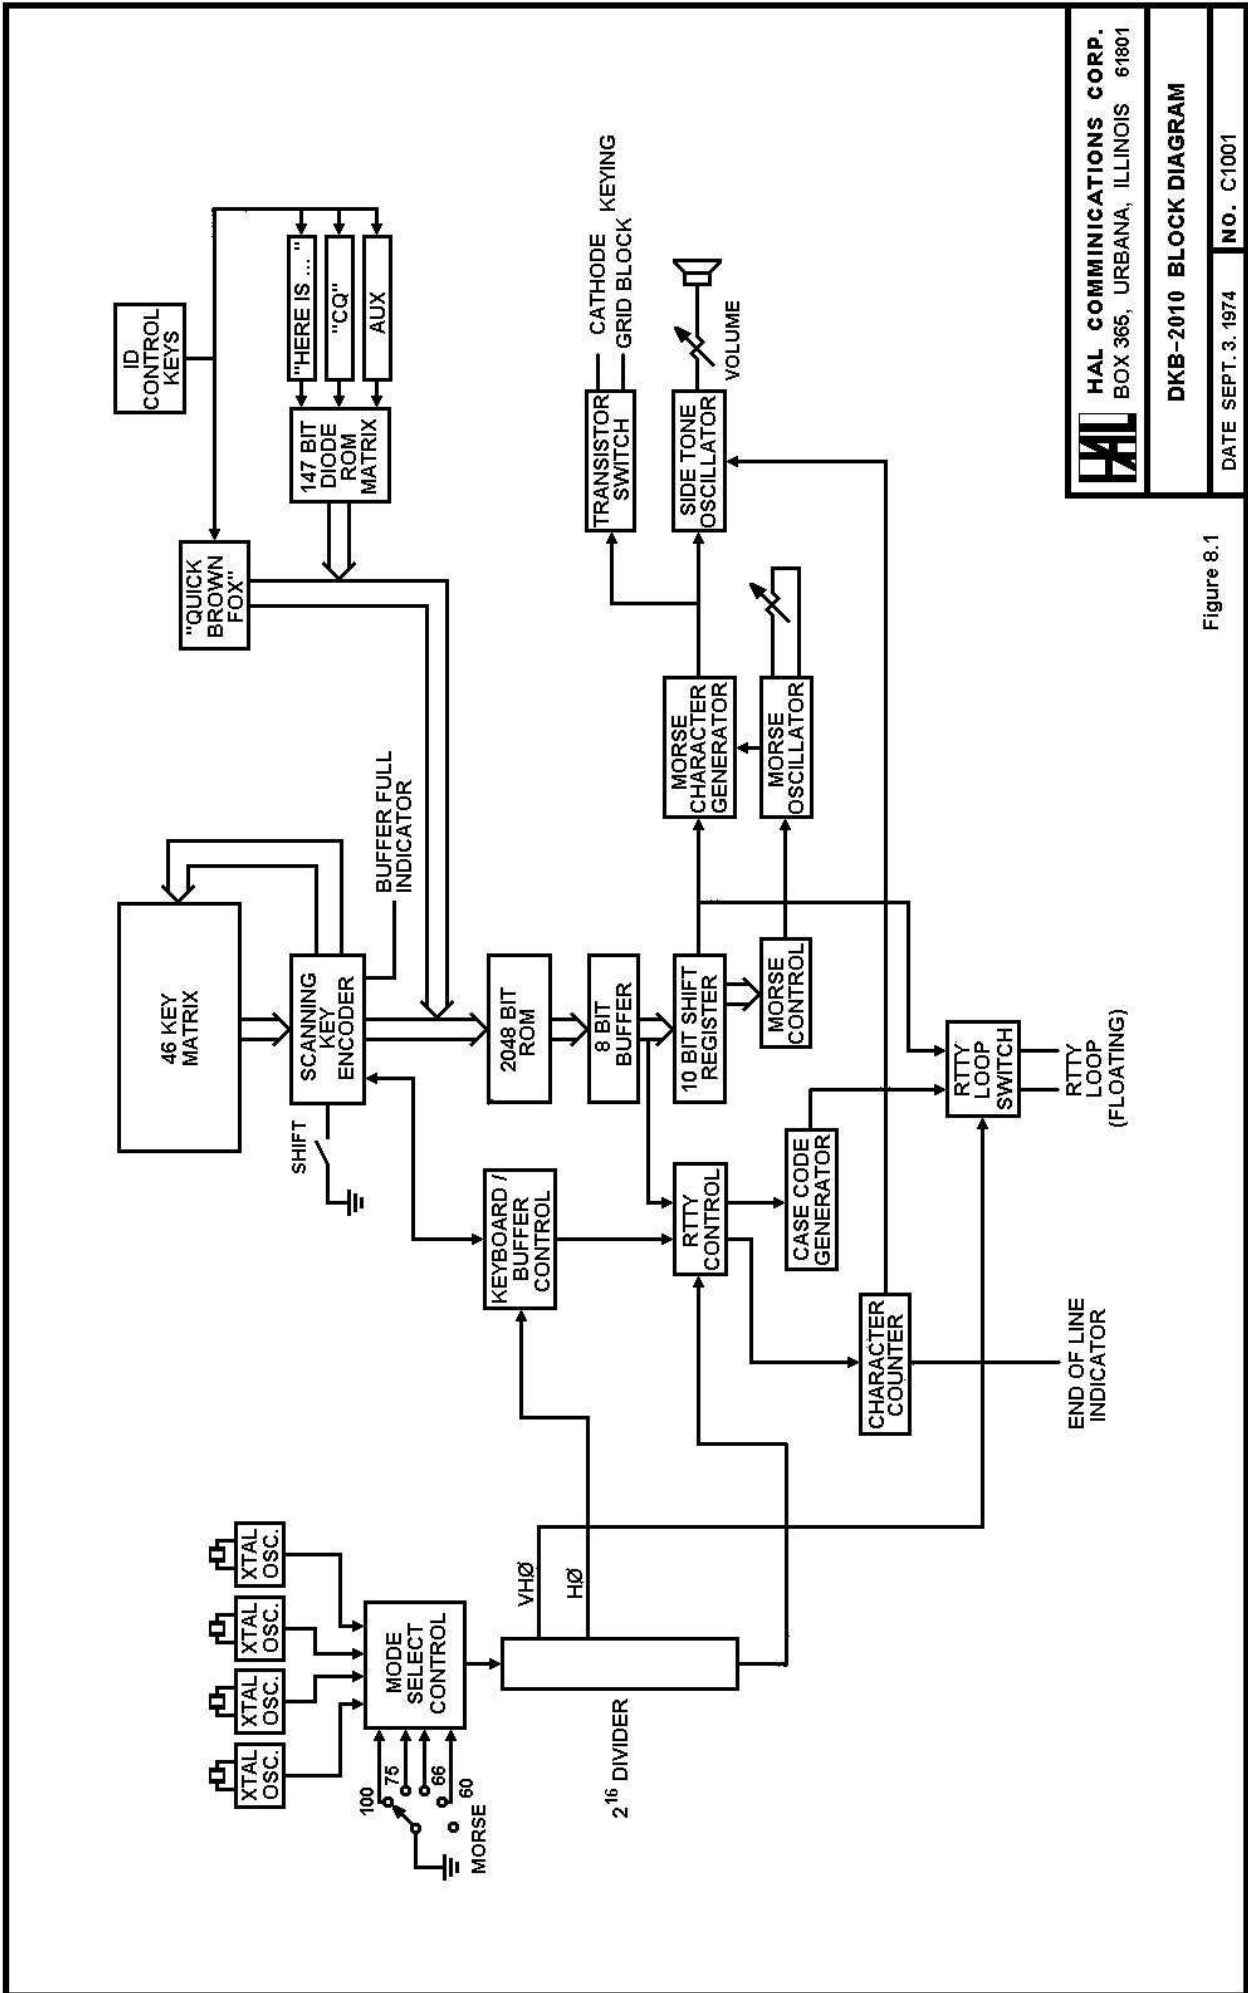 XTAL
OSC.
XTAL
OSC.
XTAL
OSC.
XTAL
OSC.
100
75
66
60
MORSE
MODE
SELECT
CONTROL
2¹⁶ DIVIDER
VHØ
HØ
46 KEY
MATRIX
SHIFT
SCANNING
KEY
ENCODER
BUFFER FULL
INDICATOR
ID
CONTROL
KEYS
"QUICK
BROWN
FOX"
147 BIT
DIODE
ROM
MATRIX
"HERE IS ... "
"CQ"
AUX
KEYBOARD /
BUFFER
CONTROL
2048 BIT
ROM
8 BIT
BUFFER
10 BIT SHIFT
REGISTER
RTTY
CONTROL
MORSE
CONTROL
MORSE
CHARACTER
GENERATOR
MORSE
OSCILLATOR
TRANSISTOR
SWITCH
CATHODE
GRID BLOCK
KEYING
SIDE TONE
OSCILLATOR
VOLUME
CASE CODE
GENERATOR
CHARACTER
COUNTER
RTTY
LOOP
SWITCH
END OF LINE
INDICATOR
RTTY
LOOP
(FLOATING)
Figure 8.1
HAL
HAL COMMINICATIONS CORP.
BOX 365, URBANA, ILLINOIS 61801
DKB-2010 BLOCK DIAGRAM
DATE SEPT. 3. 1974
NO. C1001